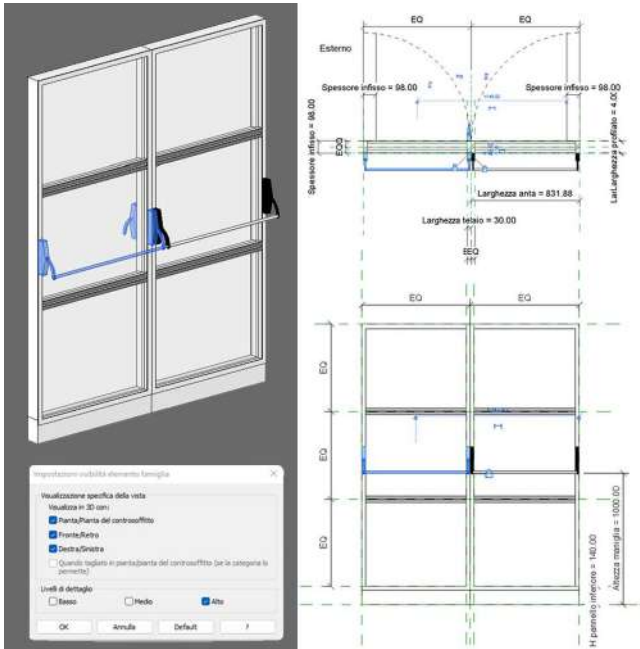 EQ
EQ
Esterno
Spessore infisso = 98.00
Spessore infisso = 98.00
Spessore infisso = 98.00
EQQ
Larghezza profilato = 4.00
Larghezza anta = 831.88
Larghezza telaio = 30.00
EEQ
EQ
EQ
EQ
EQ
EQ
Altezza maniglia = 1000.00
H pannello inferiore = 140.00
Impostazioni visibilità elemento famiglia
Visualizzazione specifica della vista
Visualizza in 3D con:
Pianta/Pianta del controsoffitto
Fronte/Retro
Destra/Sinistra
Quando tagliato in pianta/pianta del controsoffitto (se la categoria lo
permette)
Livelli di dettaglio
Basso
Medio
Alto
OK
Annulla
Default
?